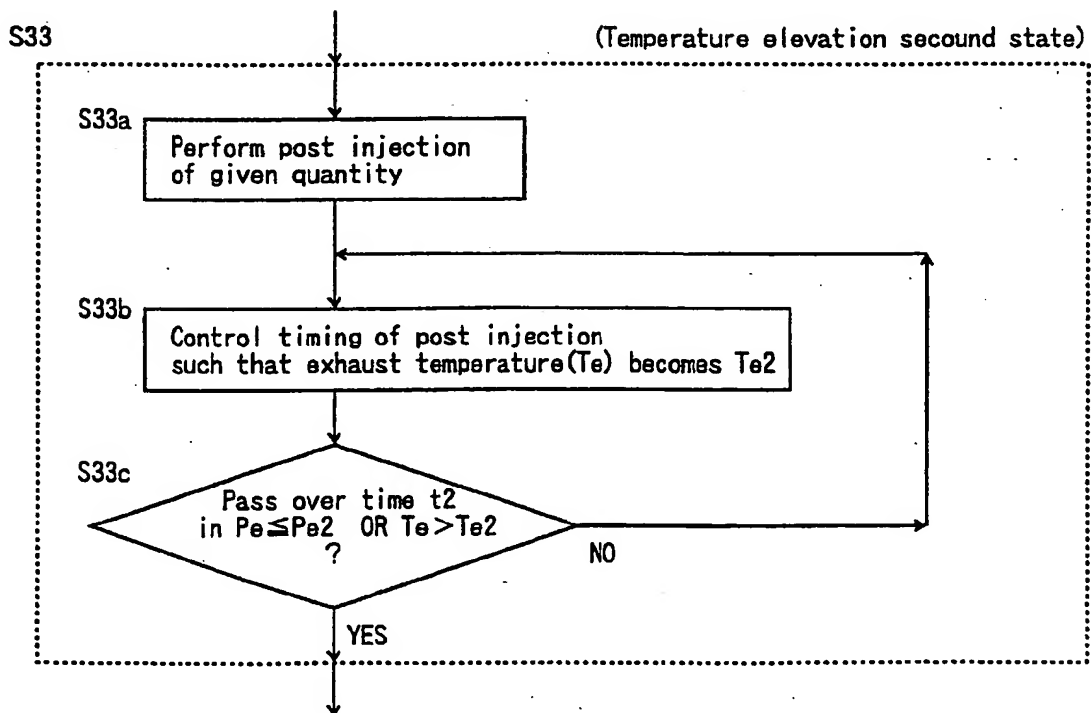 S33
(Temperature elevation secound state)
S33a
Perform post injection
of given quantity
S33b
Control timing of post injection
such that exhaust temperature(Te) becomes Te2
S33c
Pass over time t2
in Pe≦Pe2 OR Te>Te2
?
NO
YES